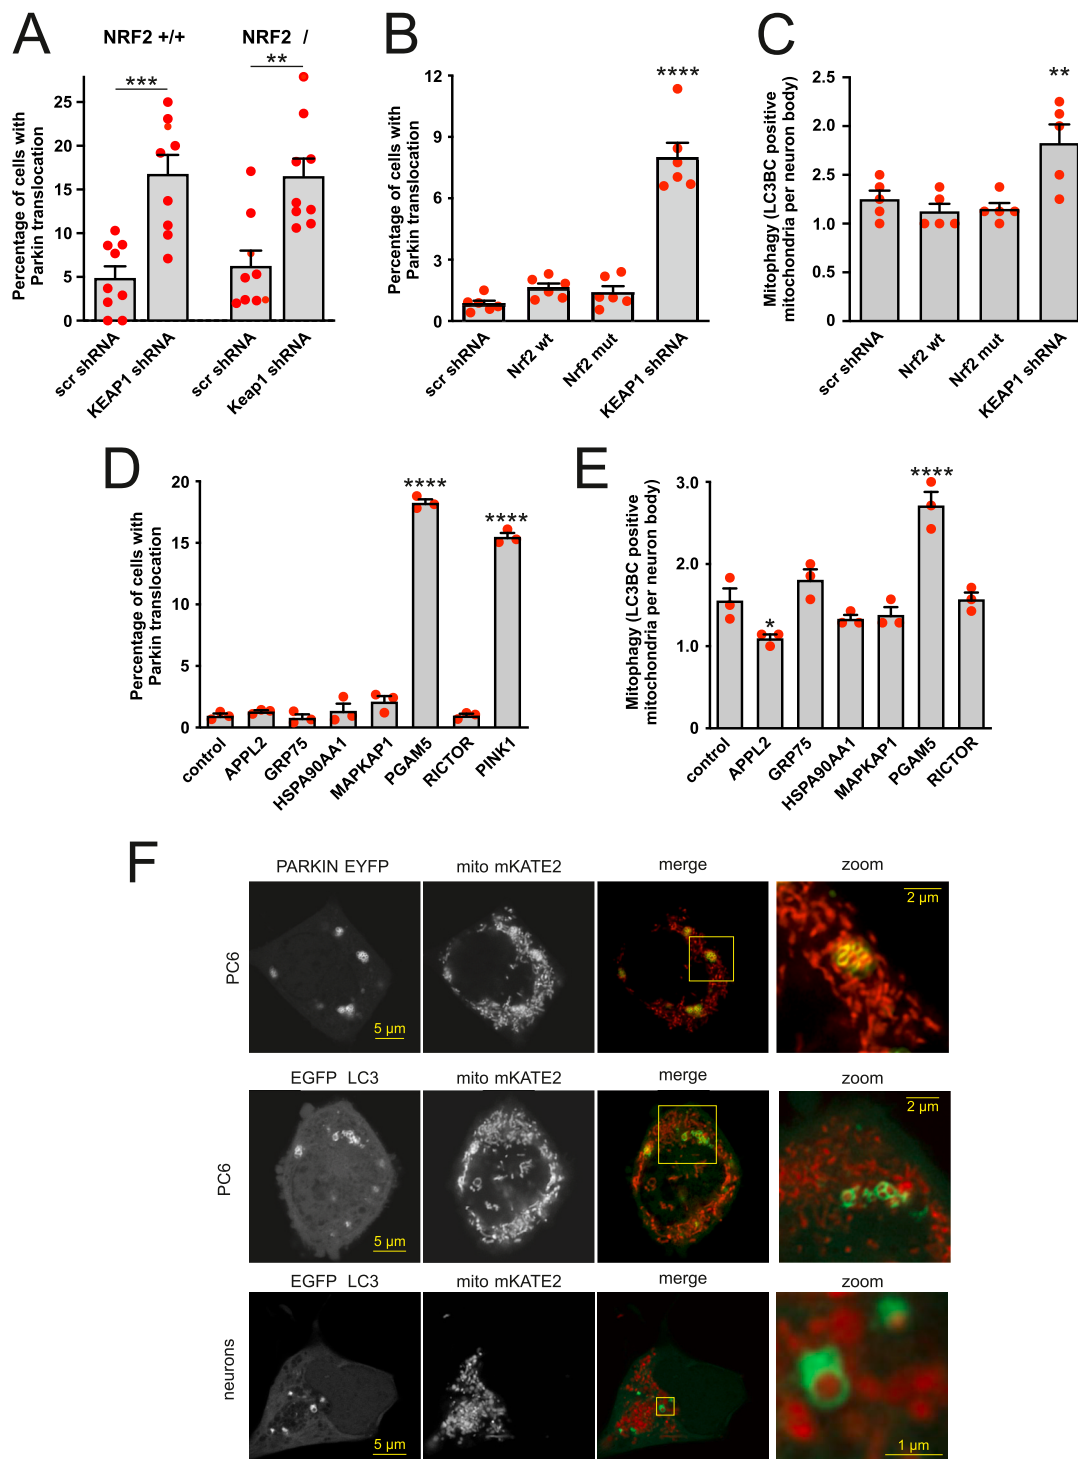 A
NRF2 +/+
NRF2 /
***
**
Percentage of cells with
Parkin translocation
25
20
15
10
5
0
scr shRNA
KEAP1 shRNA
scr shRNA
Keap1 shRNA
B
****
Percentage of cells with
Parkin translocation
12
9
6
3
0
scr shRNA
Nrf2 wt
Nrf2 mut
KEAP1 shRNA
C
**
Mitophagy (LC3BC positive
mitochondria per neuron body)
2.5
2.0
2.5
1.0
0.5
0
scr shRNA
Nrf2 wt
Nrf2 mut
KEAP1 shRNA
D
****
****
Percentage of cells with
Parkin translocation
20
15
10
5
0
control
APPL2
GRP75
HSPA90AA1
MAPKAP1
PGAM5
RICTOR
PINK1
E
****
*
Mitophagy (LC3BC positive
mitochondria per neuron body)
3.0
2.0
1.0
0
control
APPL2
GRP75
HSPA90AA1
MAPKAP1
PGAM5
RICTOR
F
PARKIN EYFP
mito mKATE2
merge
zoom
PC6
5 µm
2 µm
EGFP LC3
mito mKATE2
merge
zoom
PC6
5 µm
2 µm
EGFP LC3
mito mKATE2
merge
zoom
neurons
5 µm
1 µm